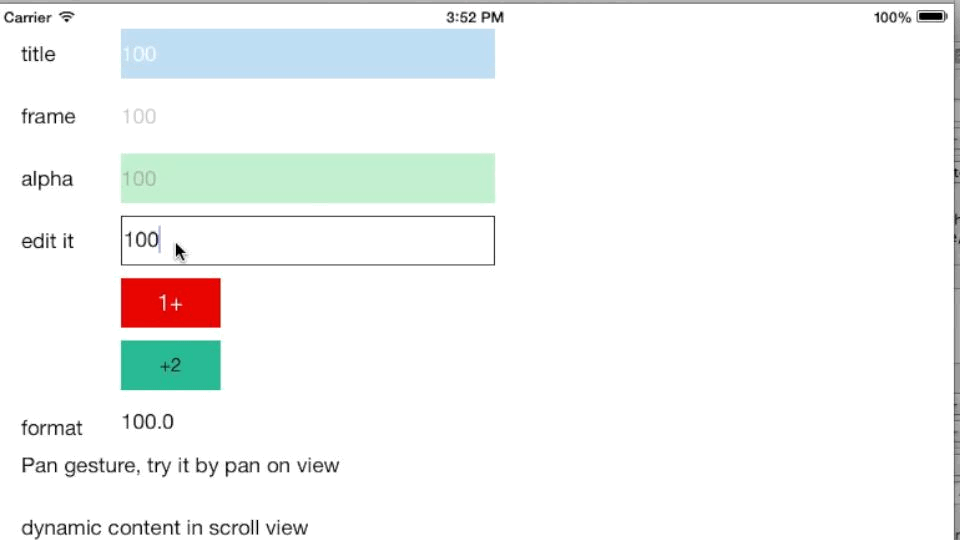 Carrier 3:52 PM 100%
title 100
frame 100
alpha 100
edit it 100
1+
+2
format 100.0
Pan gesture, try it by pan on view
dynamic content in scroll view